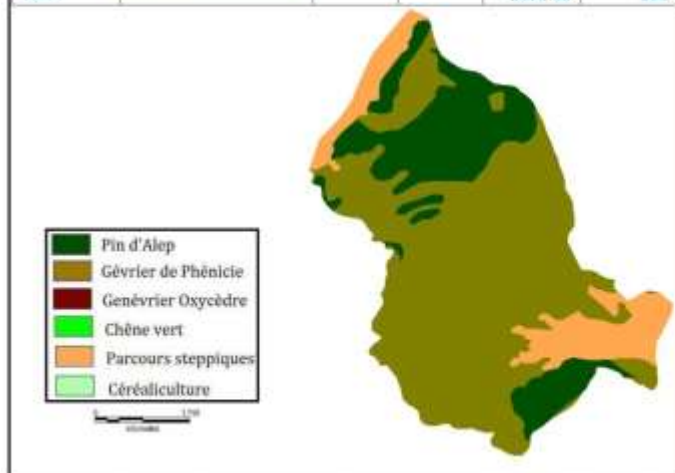 Pin d'Alep
Gévrier de Phénicie
Genévrier Oxycèdre
Chêne vert
Parcours steppiques
Céréaliculture